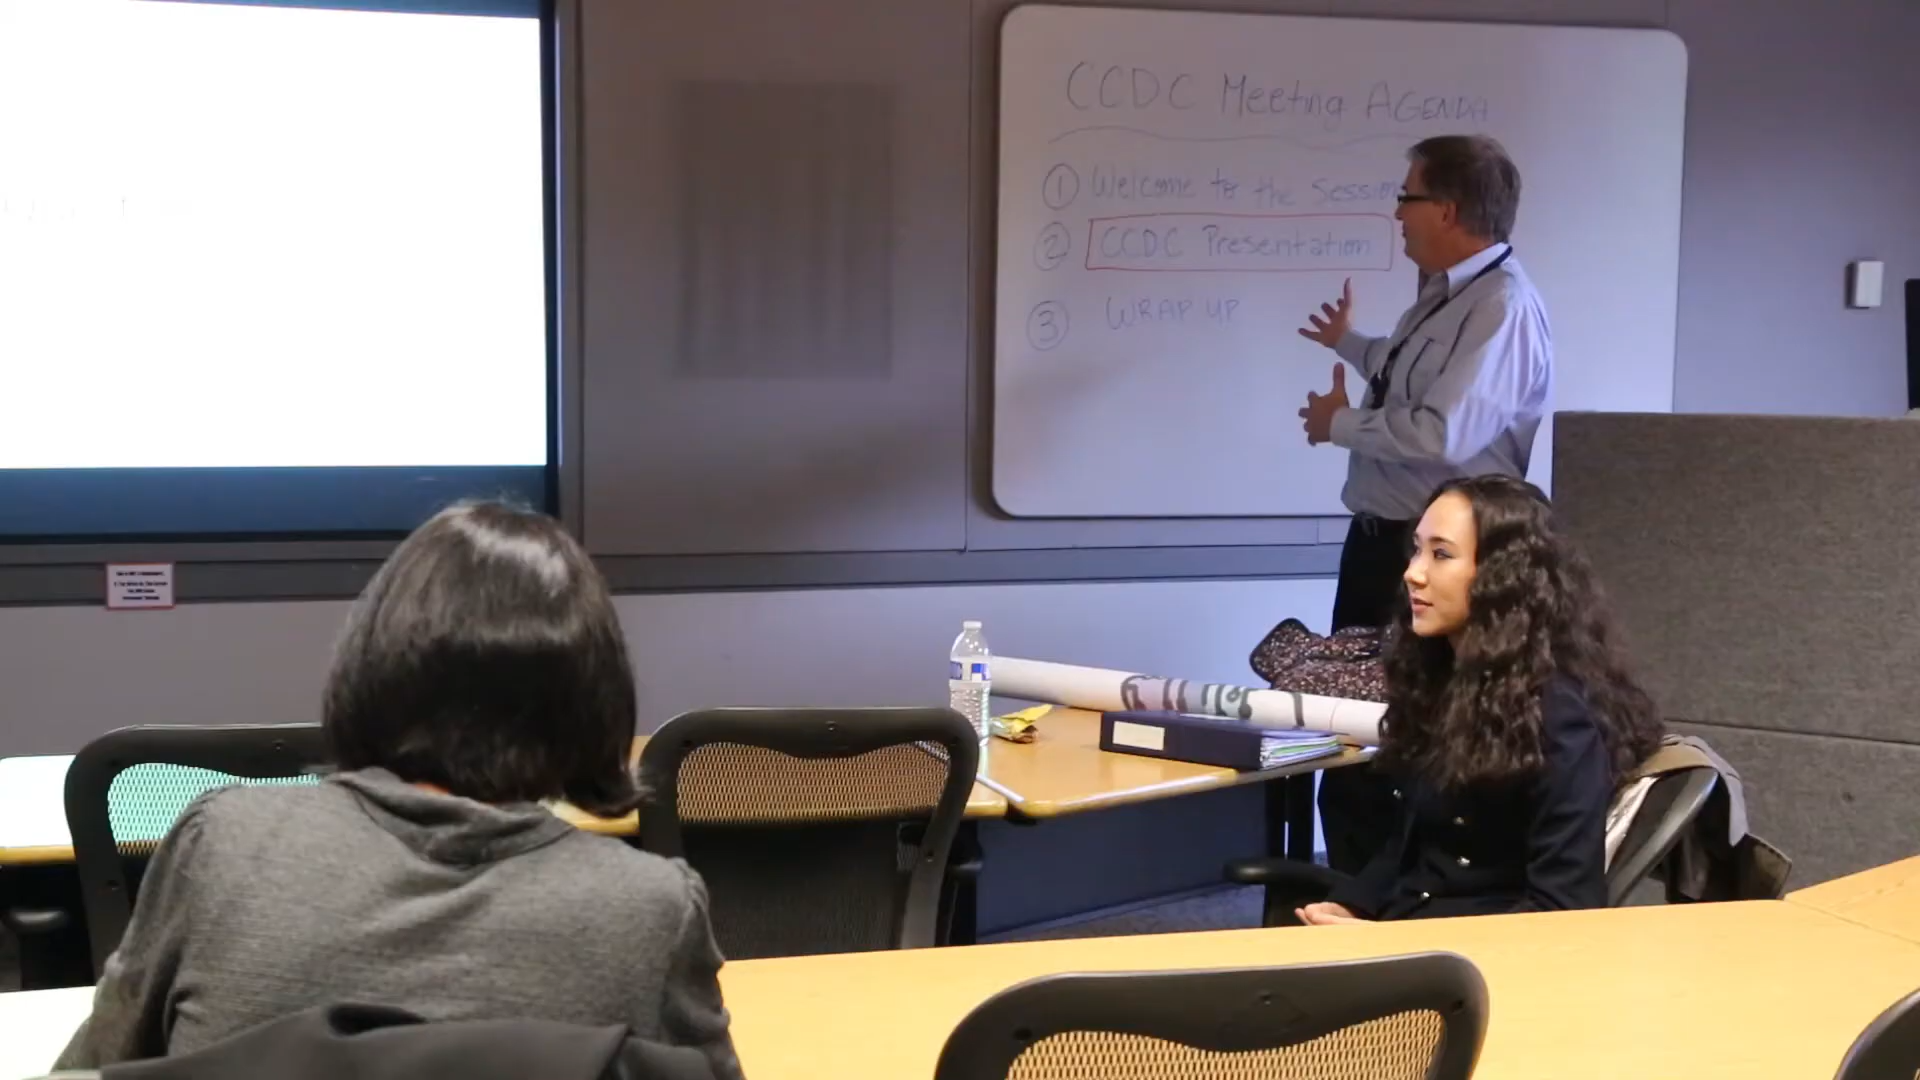 CCDC Meeting AGENDA
1 Welcome to the Session
2 CCDC Presentation
3 WRAP UP